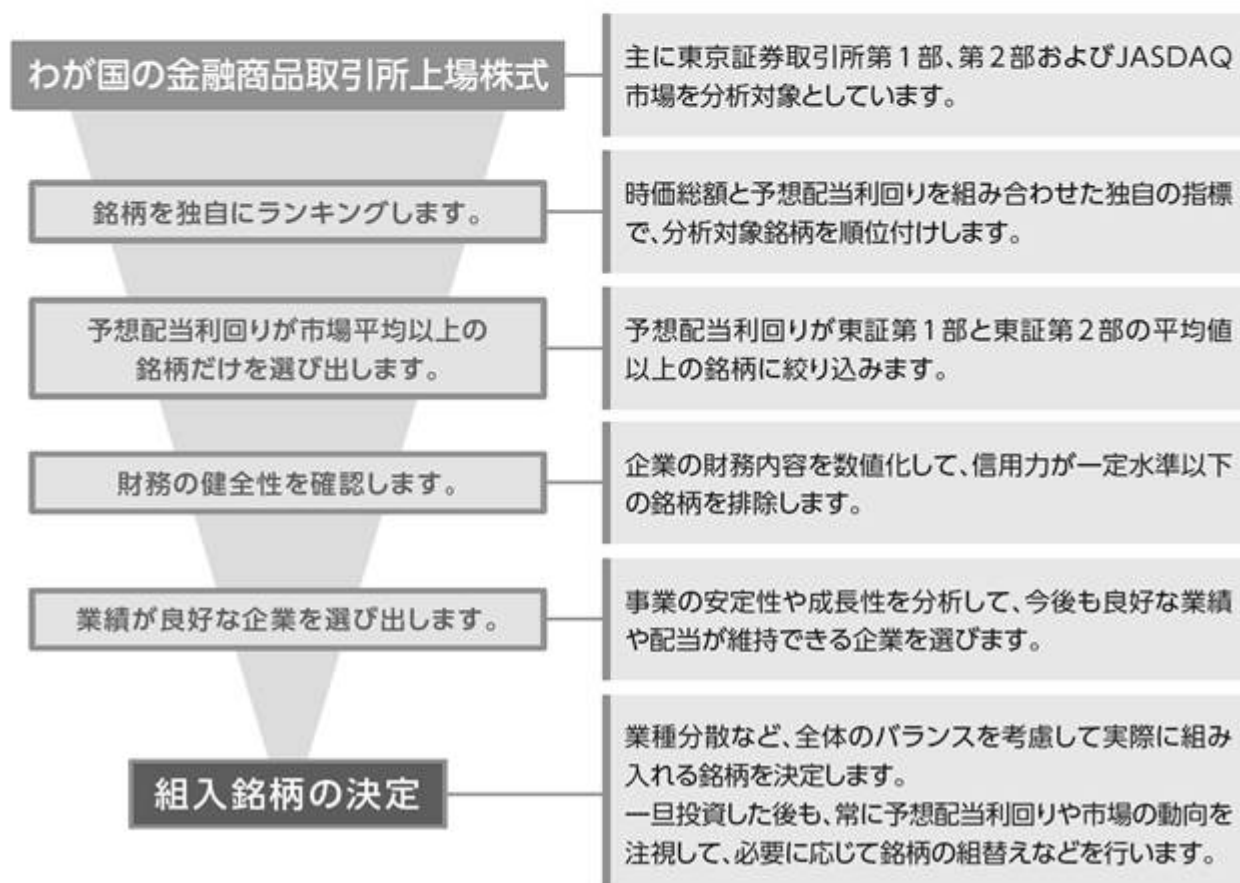 わが国の金融商品取引所上場株式
主に東京証券取引所第1部、第2部およびJASDAQ
市場を分析対象としています。
銘柄を独自にランキングします。
時価総額と予想配当利回りを組み合わせた独自の指標
で、分析対象銘柄を順位付けします。
予想配当利回りが市場平均以上の
銘柄だけを選び出します。
予想配当利回りが東証第1部と東証第2部の平均値
以上の銘柄に絞り込みます。
財務の健全性を確認します。
企業の財務内容を数値化して、信用力が一定水準以下
の銘柄を排除します。
業績が良好な企業を選び出します。
事業の安定性や成長性を分析して、今後も良好な業績
や配当が維持できる企業を選びます。
組入銘柄の決定
業種分散など、全体のバランスを考慮して実際に組み
入れる銘柄を決定します。
一旦投資した後も、常に予想配当利回りや市場の動向を
注視して、必要に応じて銘柄の組替えなどを行います。